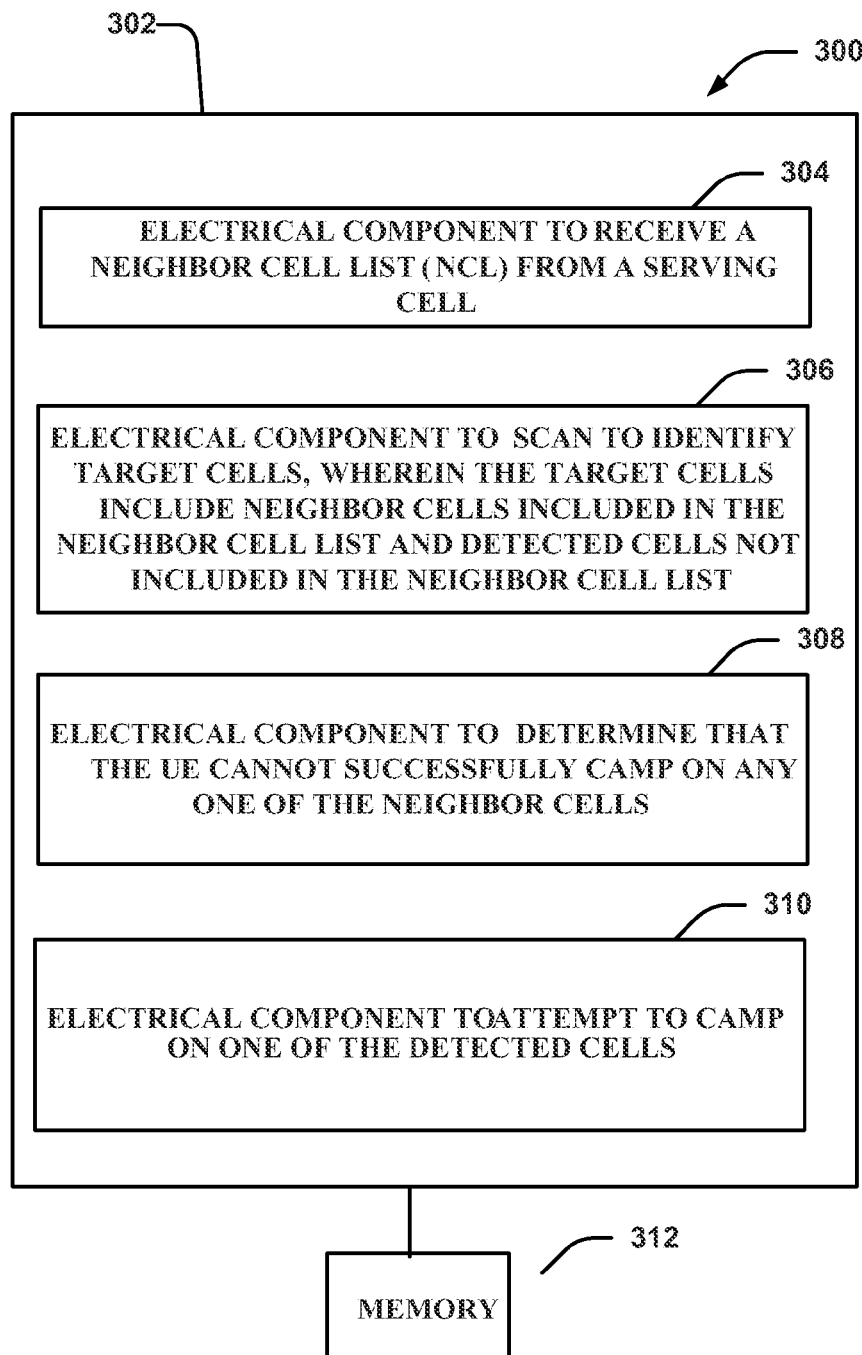 302
300
304
ELECTRICAL COMPONENT TO RECEIVE A
NEIGHBOR CELL LIST (NCL) FROM A SERVING
CELL
306
ELECTRICAL COMPONENT TO SCAN TO IDENTIFY
TARGET CELLS, WHEREIN THE TARGET CELLS
INCLUDE NEIGHBOR CELLS INCLUDED IN THE
NEIGHBOR CELL LIST AND DETECTED CELLS NOT
INCLUDED IN THE NEIGHBOR CELL LIST
308
ELECTRICAL COMPONENT TO DETERMINE THAT
THE UE CANNOT SUCCESSFULLY CAMP ON ANY
ONE OF THE NEIGHBOR CELLS
310
ELECTRICAL COMPONENT TO ATTEMPT TO CAMP
ON ONE OF THE DETECTED CELLS
312
MEMORY